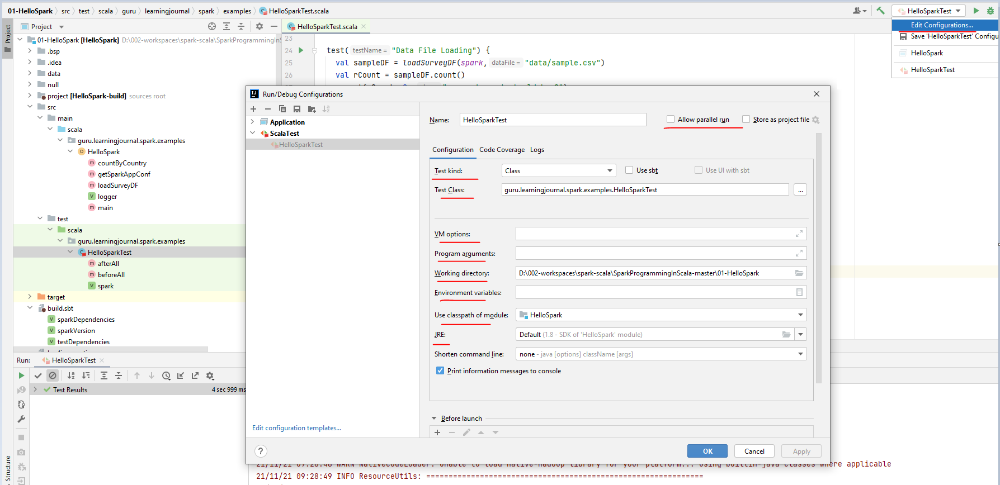 01-HelloSpark src test scala guru learningjournal spark examples HelloSparkTest.scala
HelloSparkTest
Edit Configurations...
Save 'HelloSparkTest' Configu
HelloSpark
HelloSparkTest
Project
Project
HelloSparkTest.scala
01-HelloSpark [HelloSpark] D:\002-workspaces\spark-scala\SparkProgrammingInS
.bsp
.idea
data
null
project [HelloSpark-build] sources root
src
main
scala
guru.learningjournal.spark.examples
HelloSpark
countByCountry
getSparkAppConf
loadSurveyDF
logger
main
test
scala
guru.learningjournal.spark.examples
HelloSparkTest
afterAll
beforeAll
spark
target
build.sbt
sparkDependencies
sparkVersion
testDependencies
23
24 test( testName = "Data File Loading") {
25 val sampleDF = loadSurveyDF(spark, dataFile = "data/sample.csv")
26 val rCount = sampleDF.count()
Run/Debug Configurations
Application
ScalaTest
HelloSparkTest
Edit configuration templates...
Name: HelloSparkTest
Allow parallel run Store as project file
Configuration Code Coverage Logs
Test kind: Class Use sbt Use UI with sbt
Test Class: guru.learningjournal.spark.examples.HelloSparkTest ...
VM options:
Program arguments:
Working directory: D:\002-workspaces\spark-scala\SparkProgrammingInScala-master\01-HelloSpark
Environment variables:
Use classpath of module: HelloSpark
JRE: Default (1.8 - SDK of 'HelloSpark' module)
Shorten command line: none - java [options] className [args]
Print information messages to console
Before launch
? OK Cancel Apply
Run: HelloSparkTest
Test Results 4 sec 999 ms
Structure
21/11/21 09:28:48 WARN NativeCodeLoader: Unable to load native-hadoop library for your platform... using builtin-java classes where applicable
21/11/21 09:28:49 INFO ResourceUtils: ==============================================================